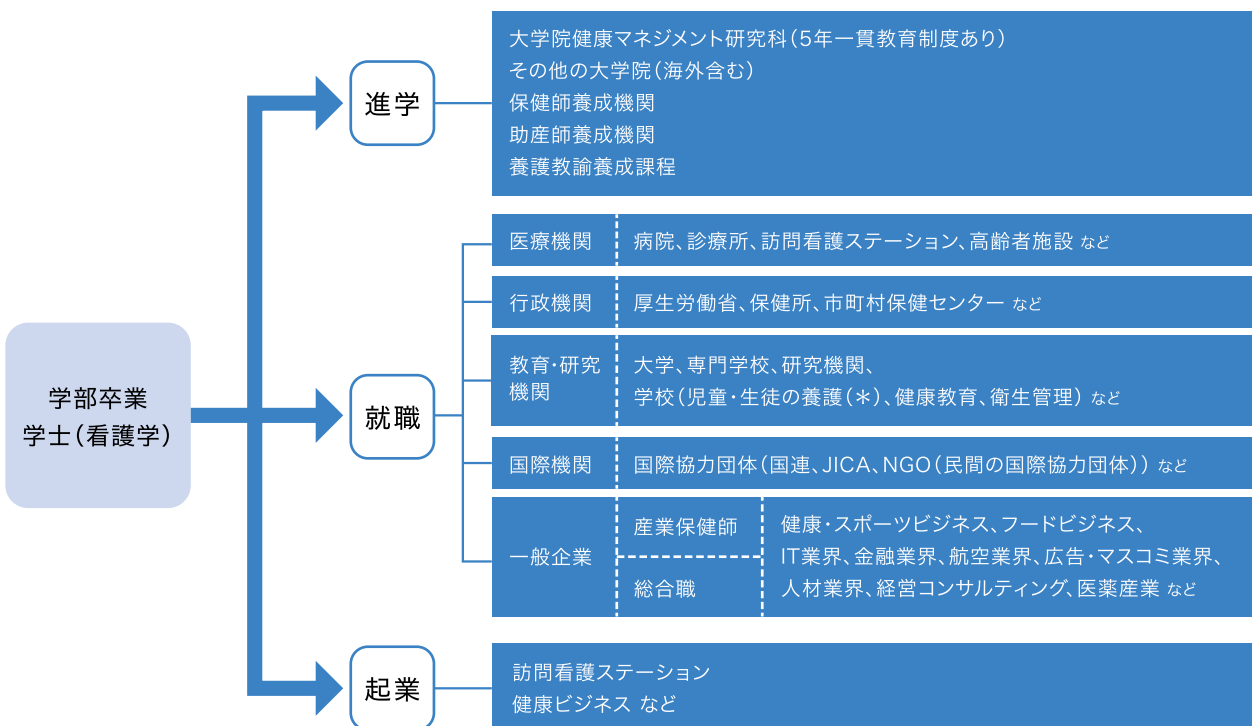 学部卒業
学士(看護学)
進学
大学院健康マネジメント研究科(5年一貫教育制度あり)
その他の大学院(海外含む)
保健師養成機関
助産師養成機関
養護教諭養成課程
就職
医療機関
病院、診療所、訪問看護ステーション、高齢者施設 など
行政機関
厚生労働省、保健所、市町村保健センター など
教育・研究
機関
大学、専門学校、研究機関、
学校(児童・生徒の養護(＊)、健康教育、衛生管理) など
国際機関
国際協力団体(国連、JICA、NGO(民間の国際協力団体)) など
一般企業
産業保健師
総合職
健康・スポーツビジネス、フードビジネス、
IT業界、金融業界、航空業界、広告・マスコミ業界、
人材業界、経営コンサルティング、医薬産業 など
起業
訪問看護ステーション
健康ビジネス など